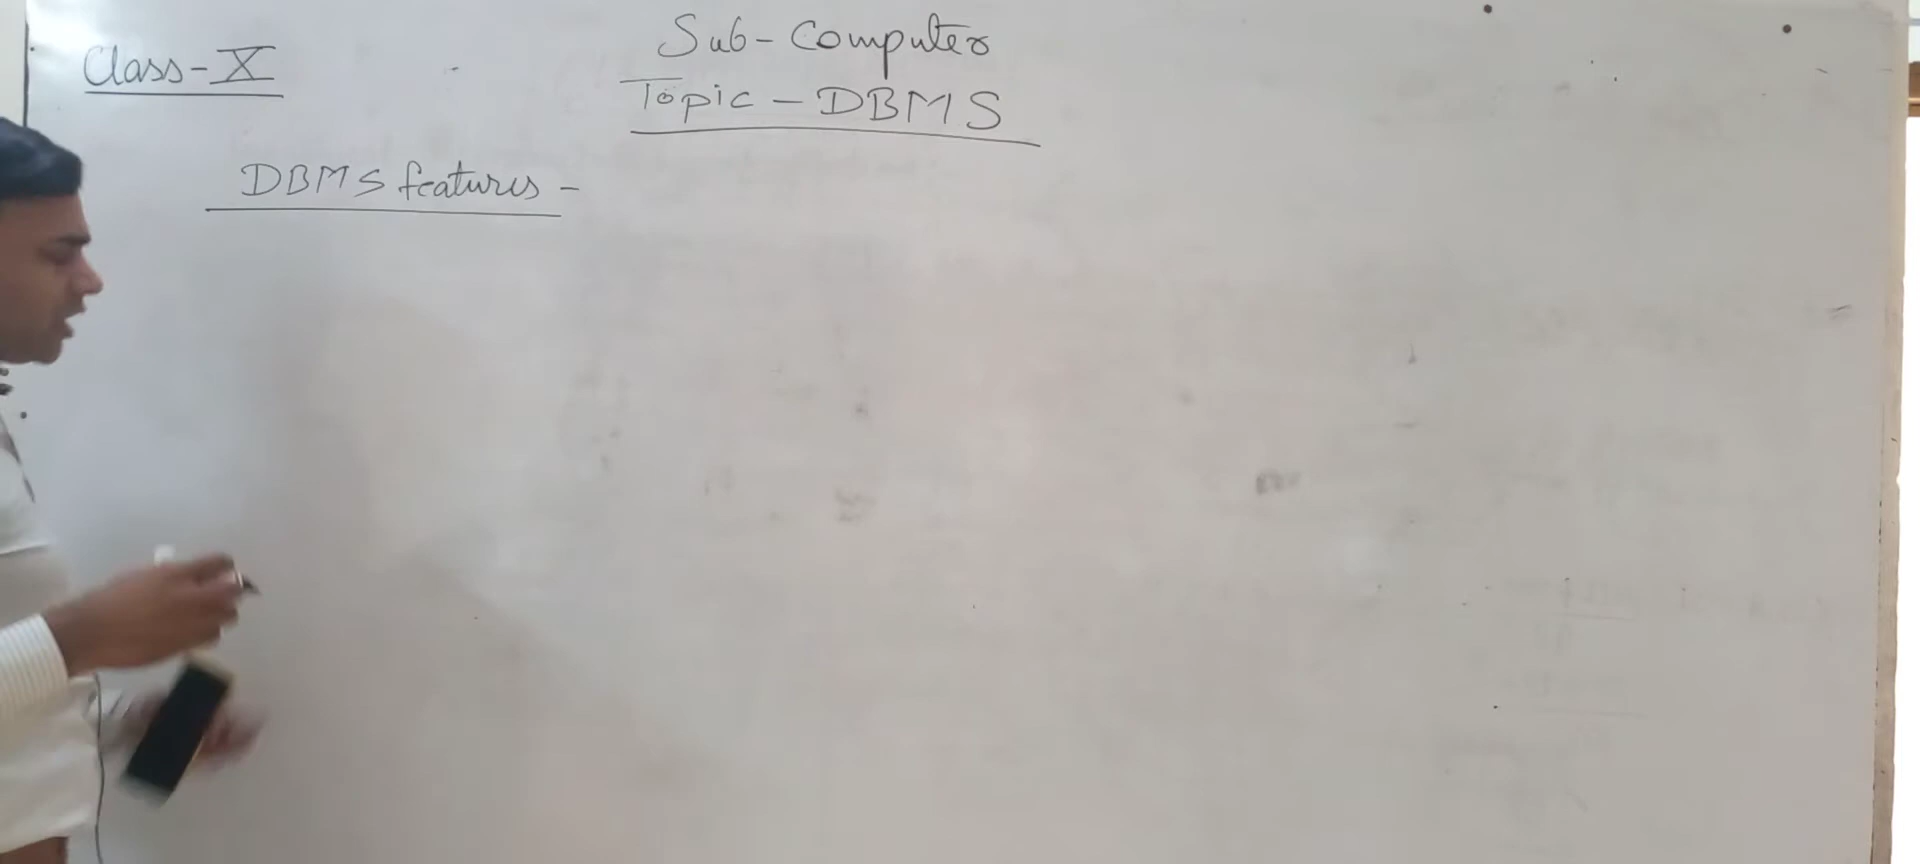 Class-X
Sub-Computer
Topic-DBMS
DBMS features-